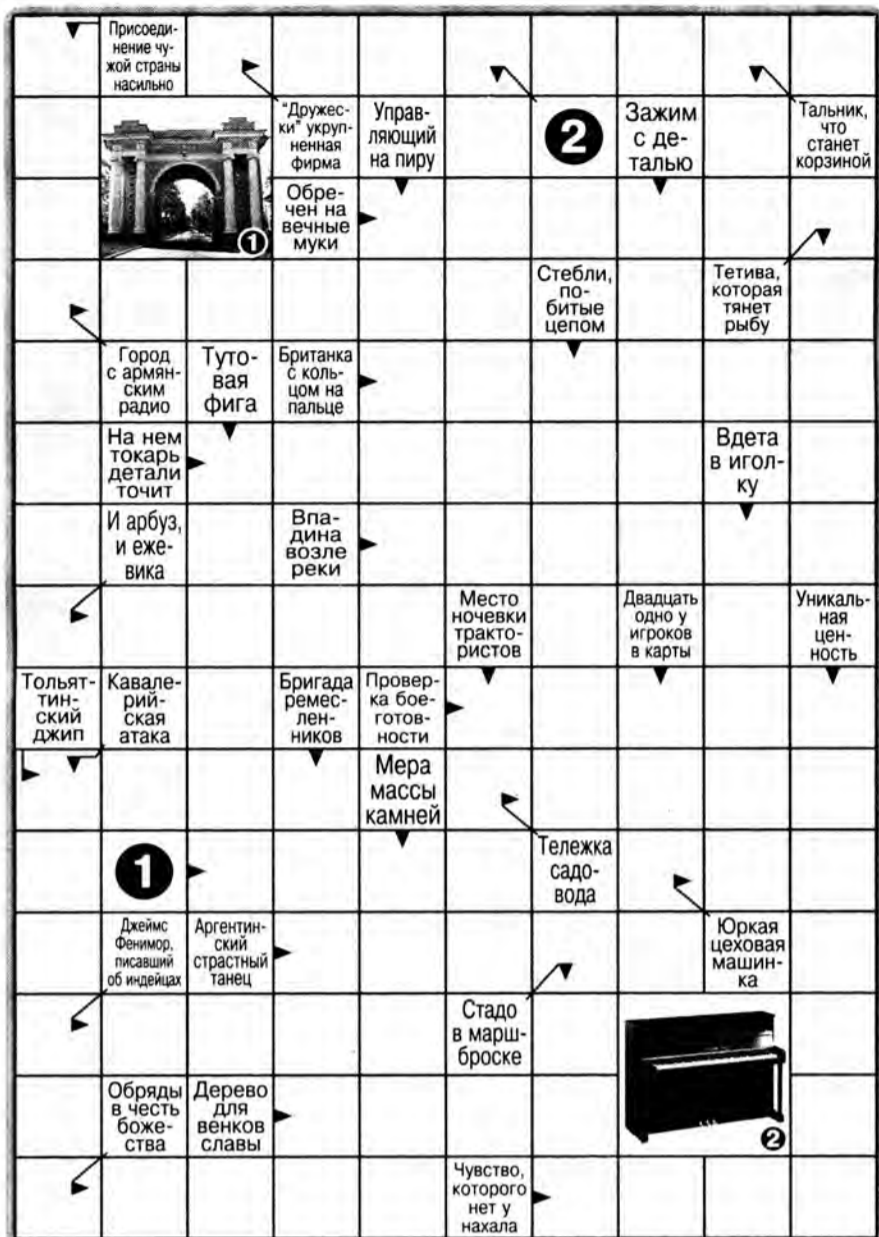 Присоеди-
нение чу-
жой страны
насильно
"Дружес-
ки" укруп-
ненная
фирма
Управ-
ляющий
на пиру
2
Зажим
с де-
талью
Тальник,
что
станет
корзиной
1
Обре-
чен на
вечные
муки
Стебли,
по-
битые
цепом
Тетива,
которая
тянет
рыбу
Город
с армян-
ским
радио
Туто-
вая
фига
Британка
с коль-
цом на
пальце
На нем
токарь
детали
точит
Вдета
в игол-
ку
И арбуз,
и еже-
вика
Впа-
дина
возле
реки
Место
ночевки
тракто-
ристов
Двадцать
одно у
игроков
в карты
Уникаль-
ная
цен-
ность
Тольят-
тин-
ский
джип
Кавале-
рий-
ская
атака
Бригада
ремес-
лен-
ников
Провер-
ка бое-
готов-
ности
Мера
массы
камней
1
Тележка
садо-
вода
Джеймс
Фенимор,
писавший
об индейцах
Аргентин-
ский
страстный
танец
Юркая
цеховая
машин-
ка
Стадо
в марш-
броске
Обряды
в честь
боже-
ства
Дерево
для
венков
славы
2
Чувство,
которого
нет у
нахала